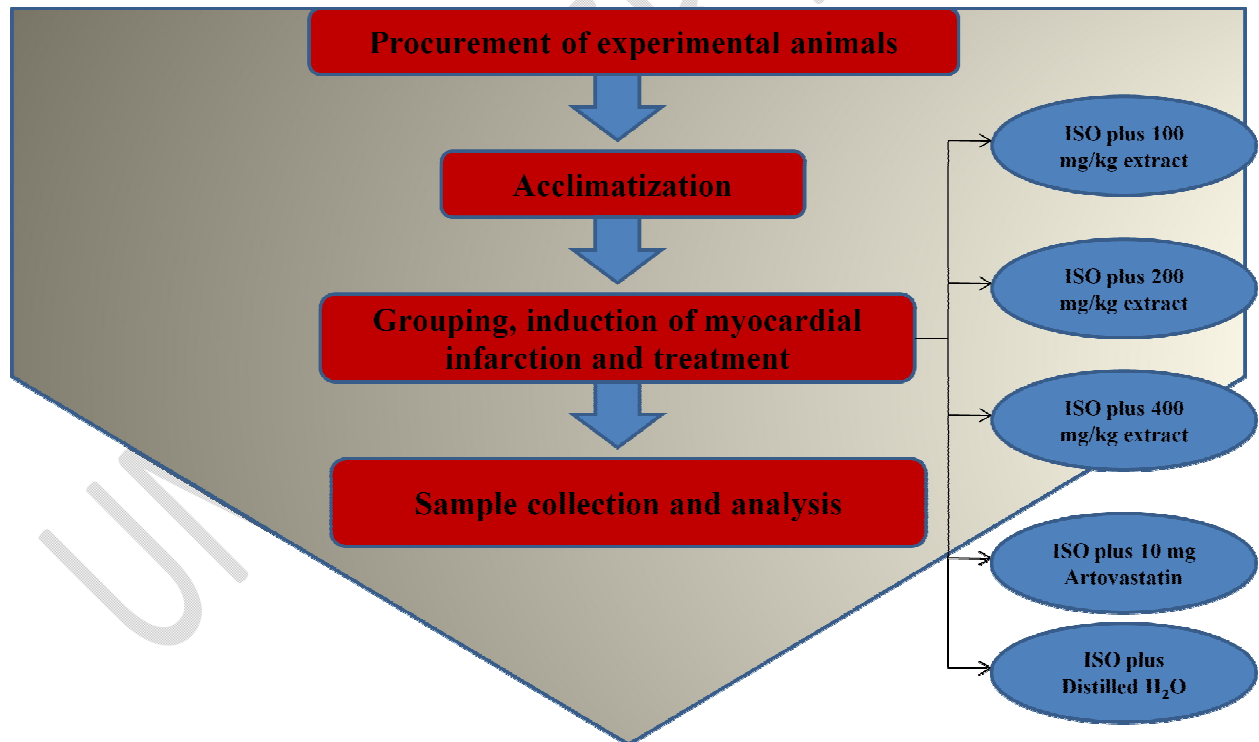 Procurement of experimental animals
Acclimatization
Grouping, induction of myocardial
infarction and treatment
Sample collection and analysis
ISO plus 100
mg/kg extract
ISO plus 200
mg/kg extract
ISO plus 400
mg/kg extract
ISO plus 10 mg
Artovastatin
ISO plus
Distilled H₂O